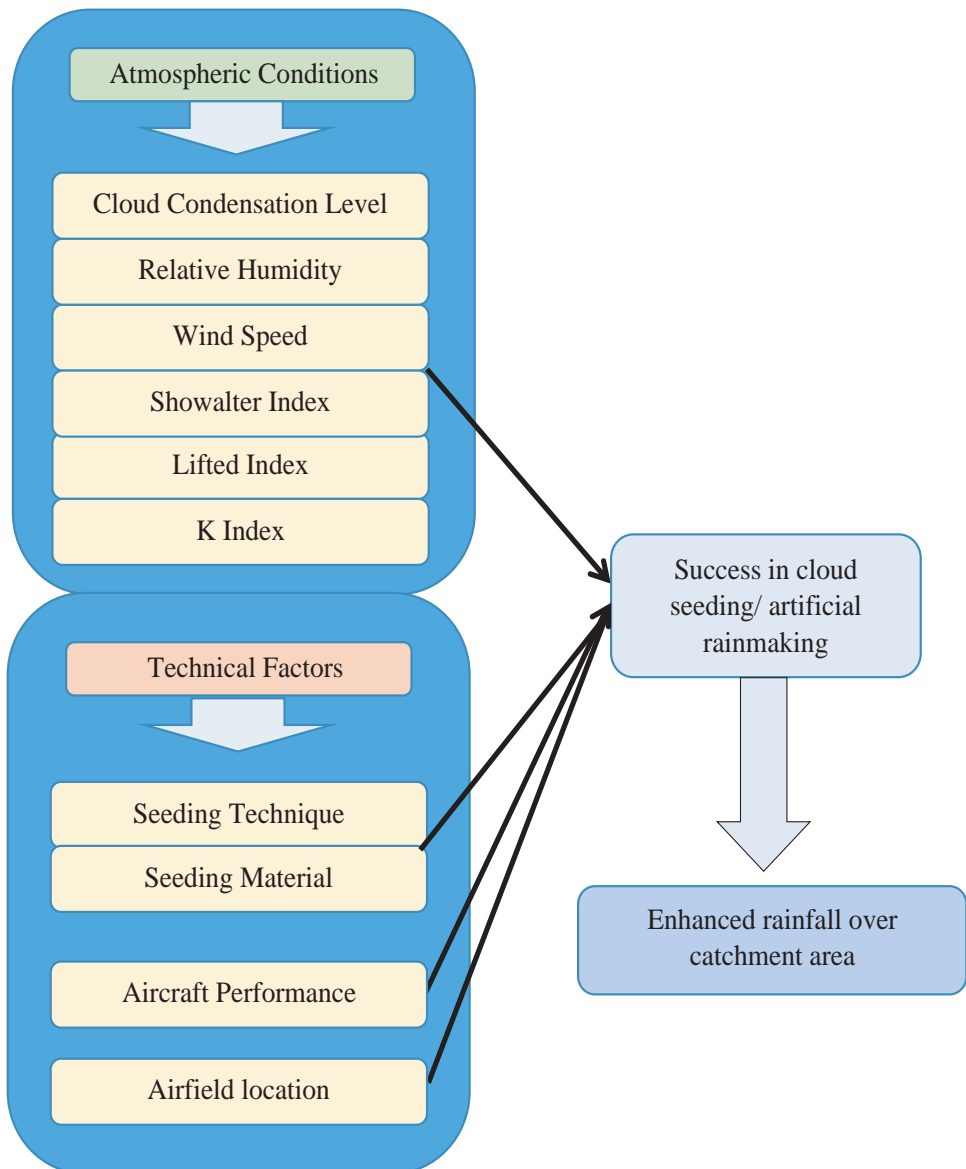 Atmospheric Conditions
Cloud Condensation Level
Relative Humidity
Wind Speed
Showalter Index
Lifted Index
K Index
Technical Factors
Seeding Technique
Seeding Material
Aircraft Performance
Airfield location
Success in cloud
seeding/ artificial
rainmaking
Enhanced rainfall over
catchment area